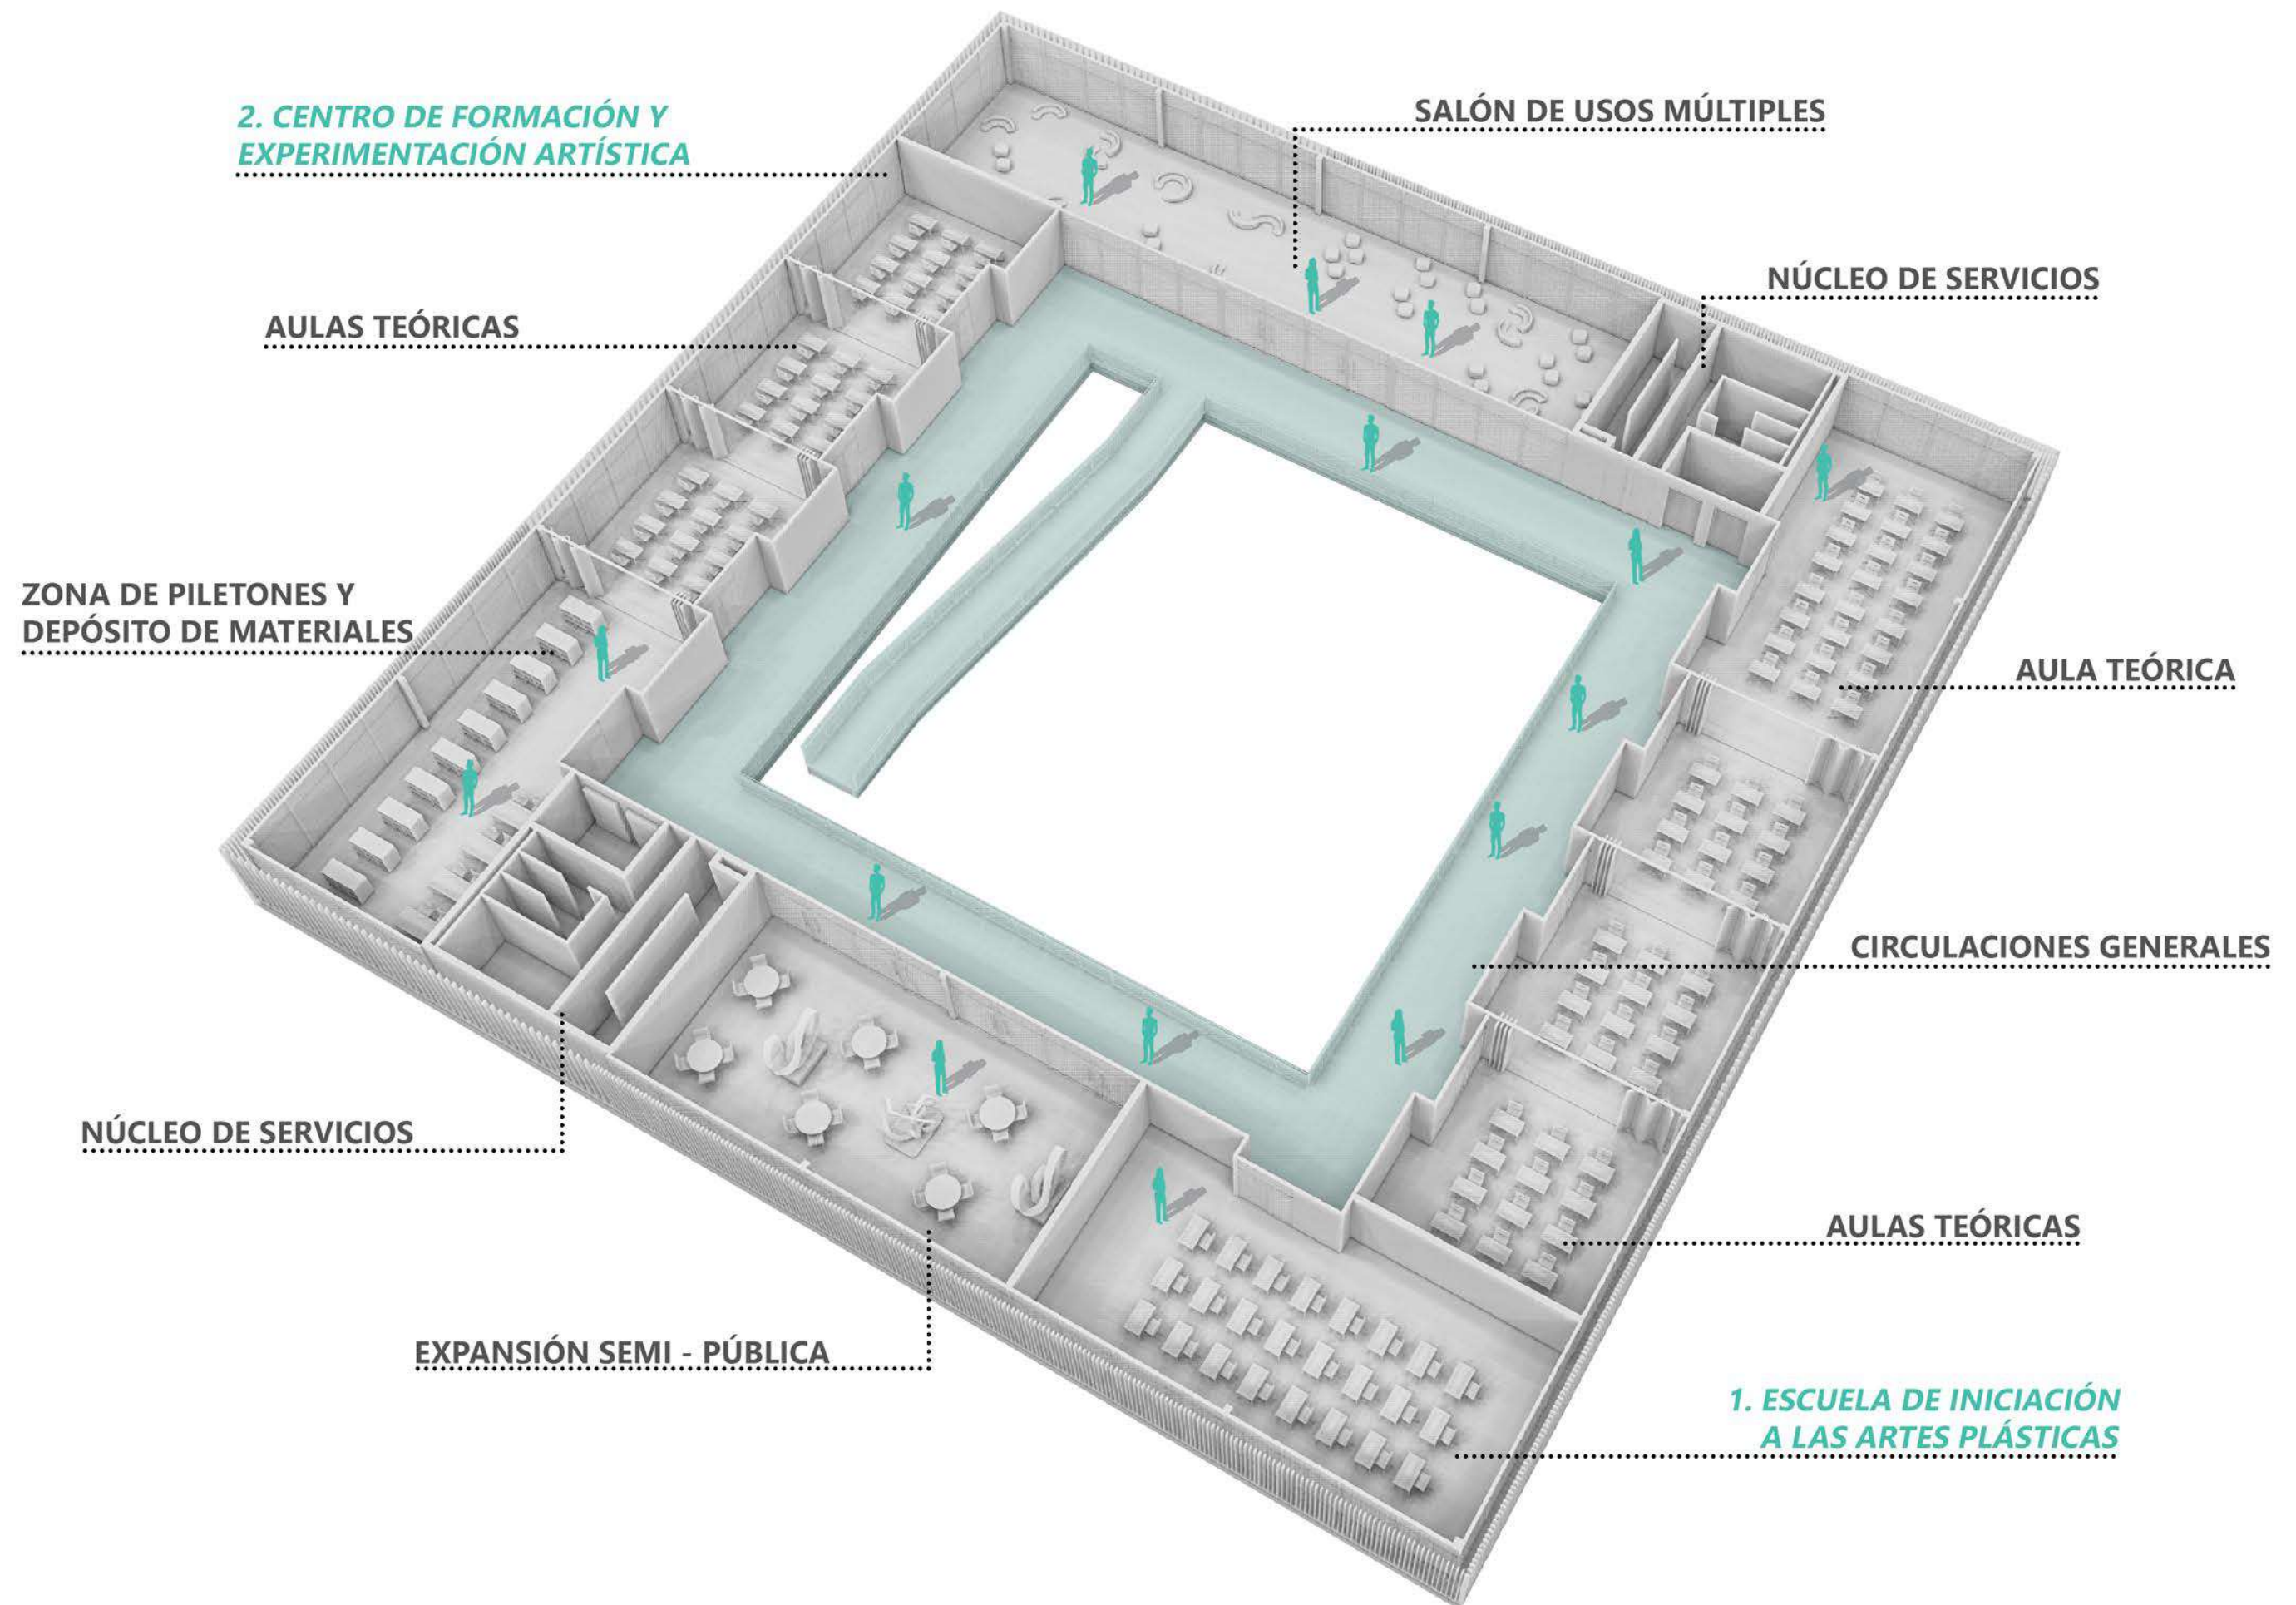 2. CENTRO DE FORMACIÓN Y
EXPERIMENTACIÓN ARTÍSTICA
SALÓN DE USOS MÚLTIPLES
NÚCLEO DE SERVICIOS
AULAS TEÓRICAS
ZONA DE PILETONES Y
DEPÓSITO DE MATERIALES
AULA TEÓRICA
CIRCULACIONES GENERALES
NÚCLEO DE SERVICIOS
AULAS TEÓRICAS
EXPANSIÓN SEMI - PÚBLICA
1. ESCUELA DE INICIACIÓN
A LAS ARTES PLÁSTICAS